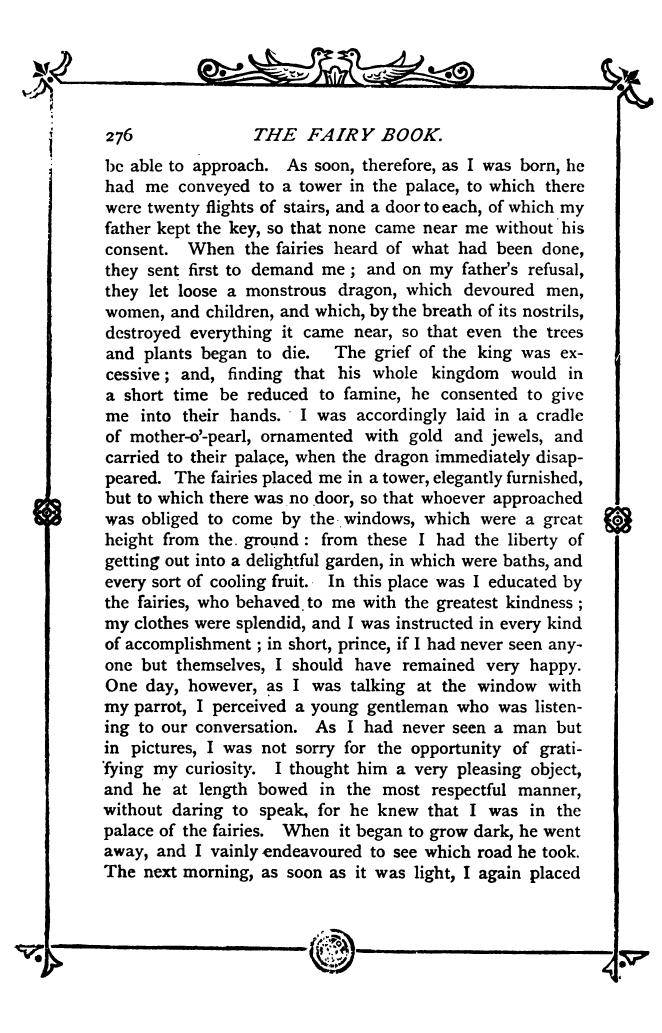 276 THE FAIRY BOOK.
be able to approach. As soon, therefore, as I was born, he
had me conveyed to a tower in the palace, to which there
were twenty flights of stairs, and a door to each, of which my
father kept the key, so that none came near me without his
consent. When the fairies heard of what had been done,
they sent first to demand me ; and on my father's refusal,
they let loose a monstrous dragon, which devoured men,
women, and children, and which, by the breath of its nostrils,
destroyed everything it came near, so that even the trees
and plants began to die. The grief of the king was ex-
cessive ; and, finding that his whole kingdom would in
a short time be reduced to famine, he consented to give
me into their hands. I was accordingly laid in a cradle
of mother-o'-pearl, ornamented with gold and jewels, and
carried to their palace, when the dragon immediately disap-
peared. The fairies placed me in a tower, elegantly furnished,
but to which there was no door, so that whoever approached
was obliged to come by the windows, which were a great
height from the ground : from these I had the liberty of
getting out into a delightful garden, in which were baths, and
every sort of cooling fruit. In this place was I educated by
the fairies, who behaved to me with the greatest kindness ;
my clothes were splendid, and I was instructed in every kind
of accomplishment ; in short, prince, if I had never seen any-
one but themselves, I should have remained very happy.
One day, however, as I was talking at the window with
my parrot, I perceived a young gentleman who was listen-
ing to our conversation. As I had never seen a man but
in pictures, I was not sorry for the opportunity of grati-
fying my curiosity. I thought him a very pleasing object,
and he at length bowed in the most respectful manner,
without daring to speak, for he knew that I was in the
palace of the fairies. When it began to grow dark, he went
away, and I vainly endeavoured to see which road he took.
The next morning, as soon as it was light, I again placed